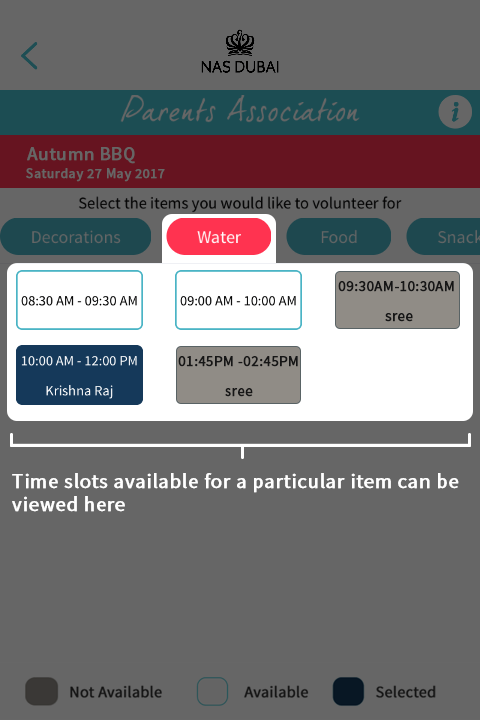 NAS DUBAI
Parents Association
i
Autumn BBQ
Saturday 27 May 2017
Select the items you would like to volunteer for
Decorations Water Food Snack
08:30 AM - 09:30 AM 09:00 AM - 10:00 AM 09:30AM-10:30AM
sree
10:00 AM - 12:00 PM 01:45PM -02:45PM
Krishna Raj sree
Time slots available for a particular item can be
viewed here
Not Available Available Selected